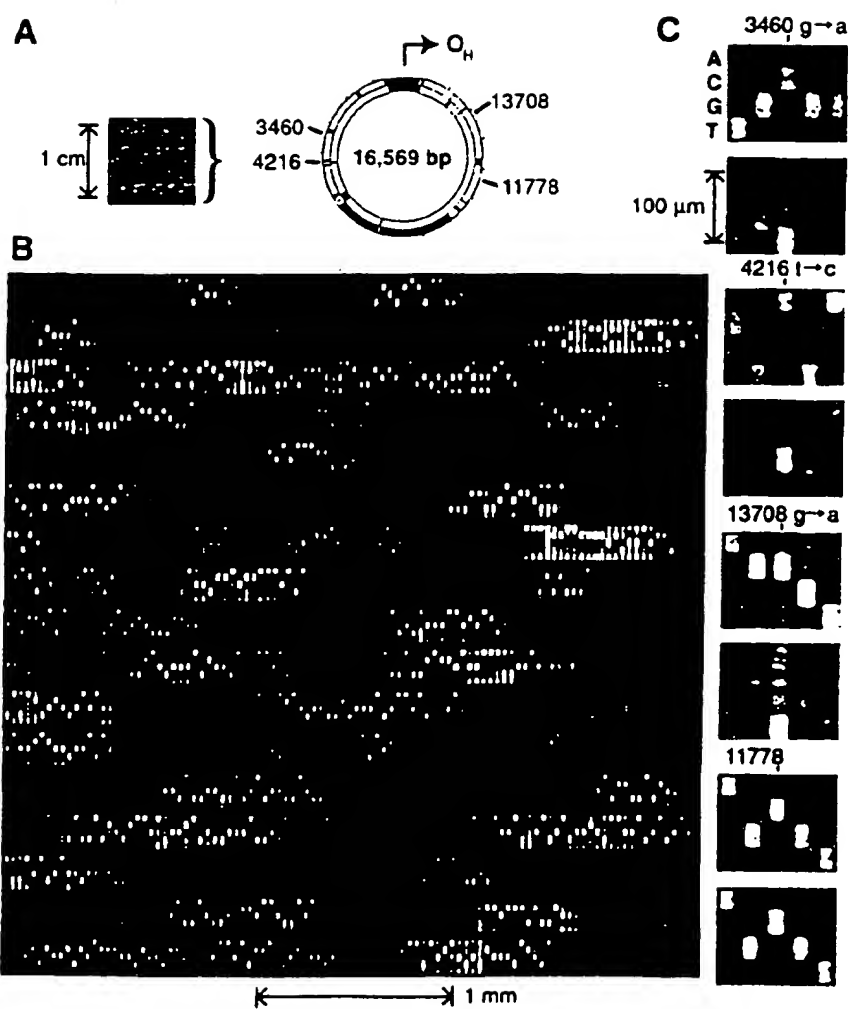 A
O_H
13708
3460
4216
16,569 bp
11778
1 cm
B
1 mm
C
3460 g→a
A
C
G
T
100 µm
4216 t→c
13708 g→a
11778